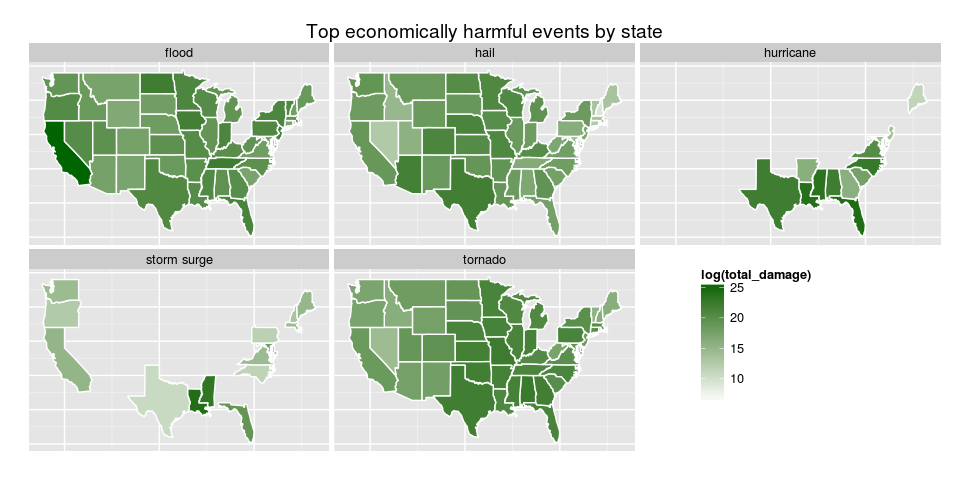 Top economically harmful events by state
flood
hail
hurricane
storm surge
tornado
log(total_damage)
25
20
15
10